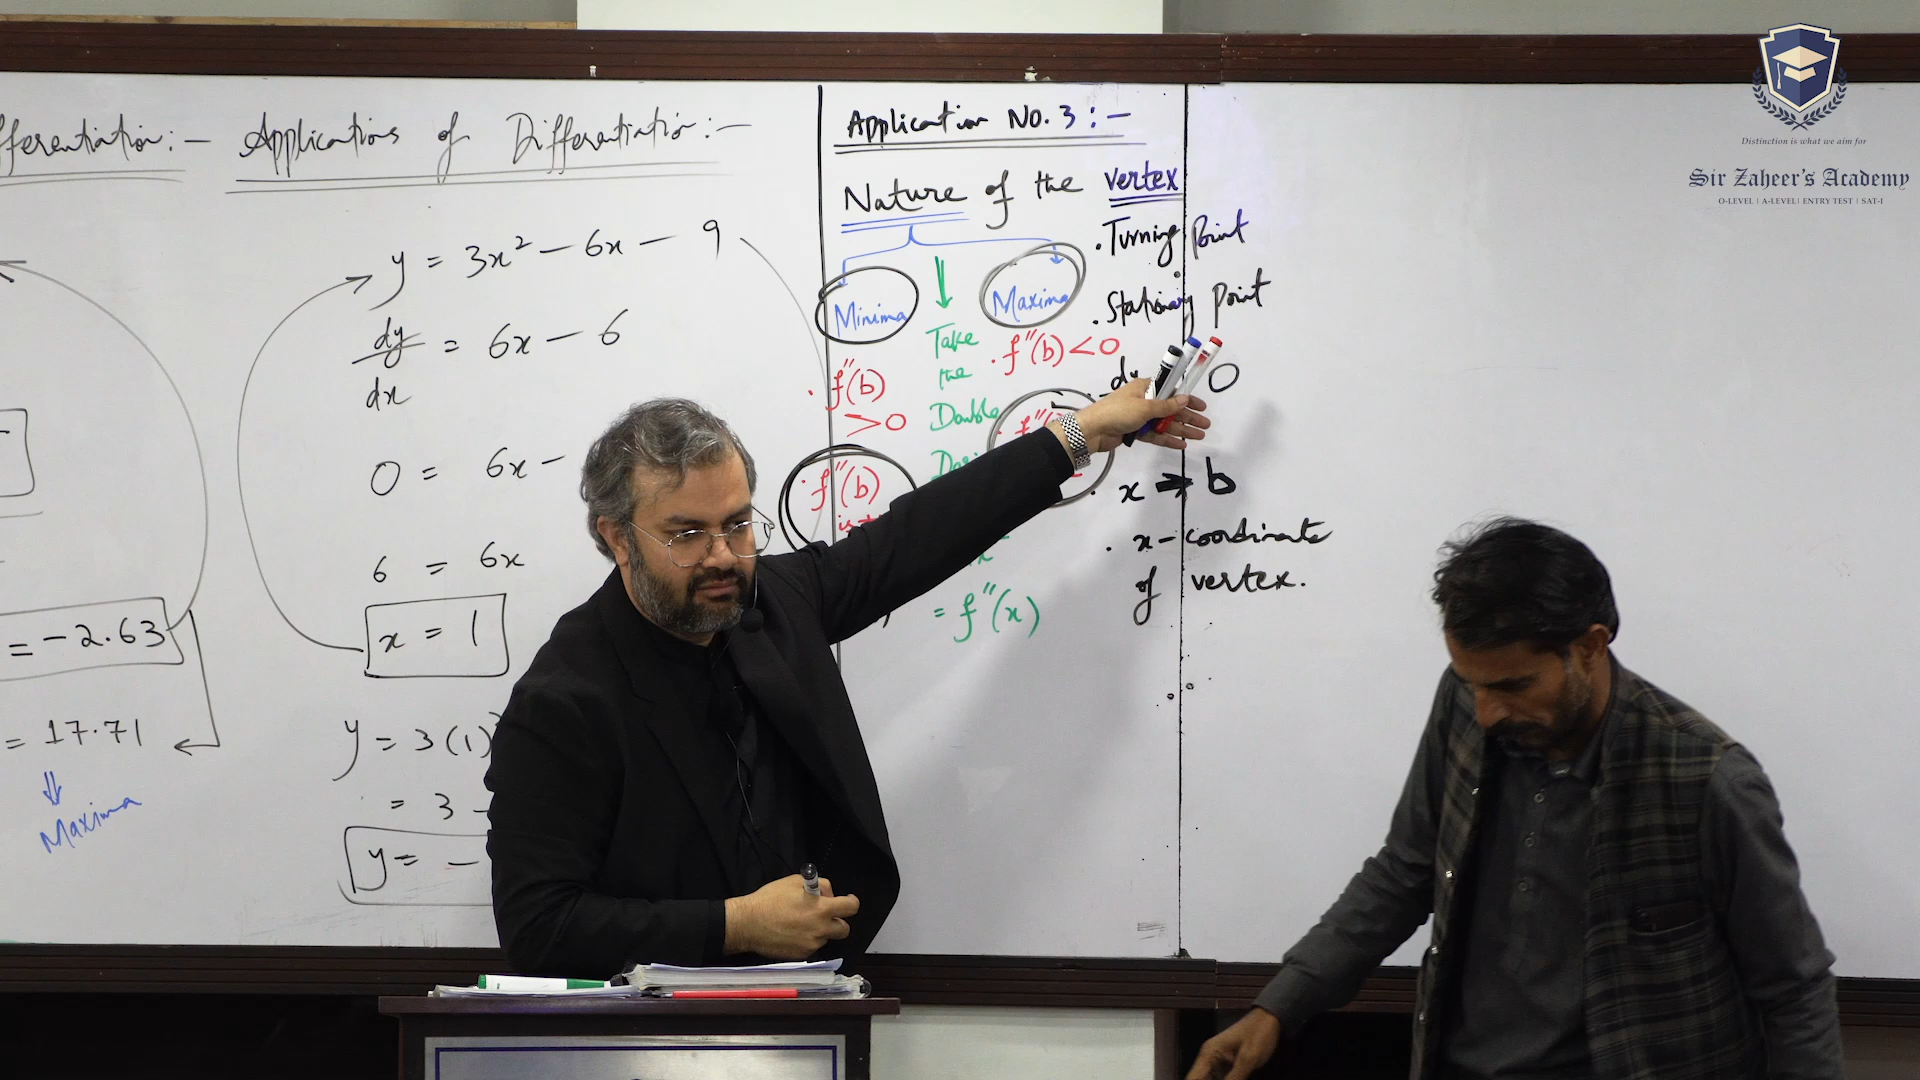 fferentiation:-
= -2.63
= 17.71
Maxima
Applications of Differentiation:-
y = 3x² - 6x - 9
dy/dx = 6x - 6
0 = 6x -
6 = 6x
x = 1
y = 3(1)
= 3 -
y = -
Application No. 3:-
Nature of the vertex
Minima
Maxima
f''(b)
>0
f''(b)
Take
the
Double
f''(b) <0
= f''(x)
. Turning Point
. Stationary Point
0
. x → b
. x-coordinate
of vertex.
Distinction is what we aim for
Sir Zaheer's Academy
O-LEVEL | A-LEVEL | ENTRY TEST | SAT-I